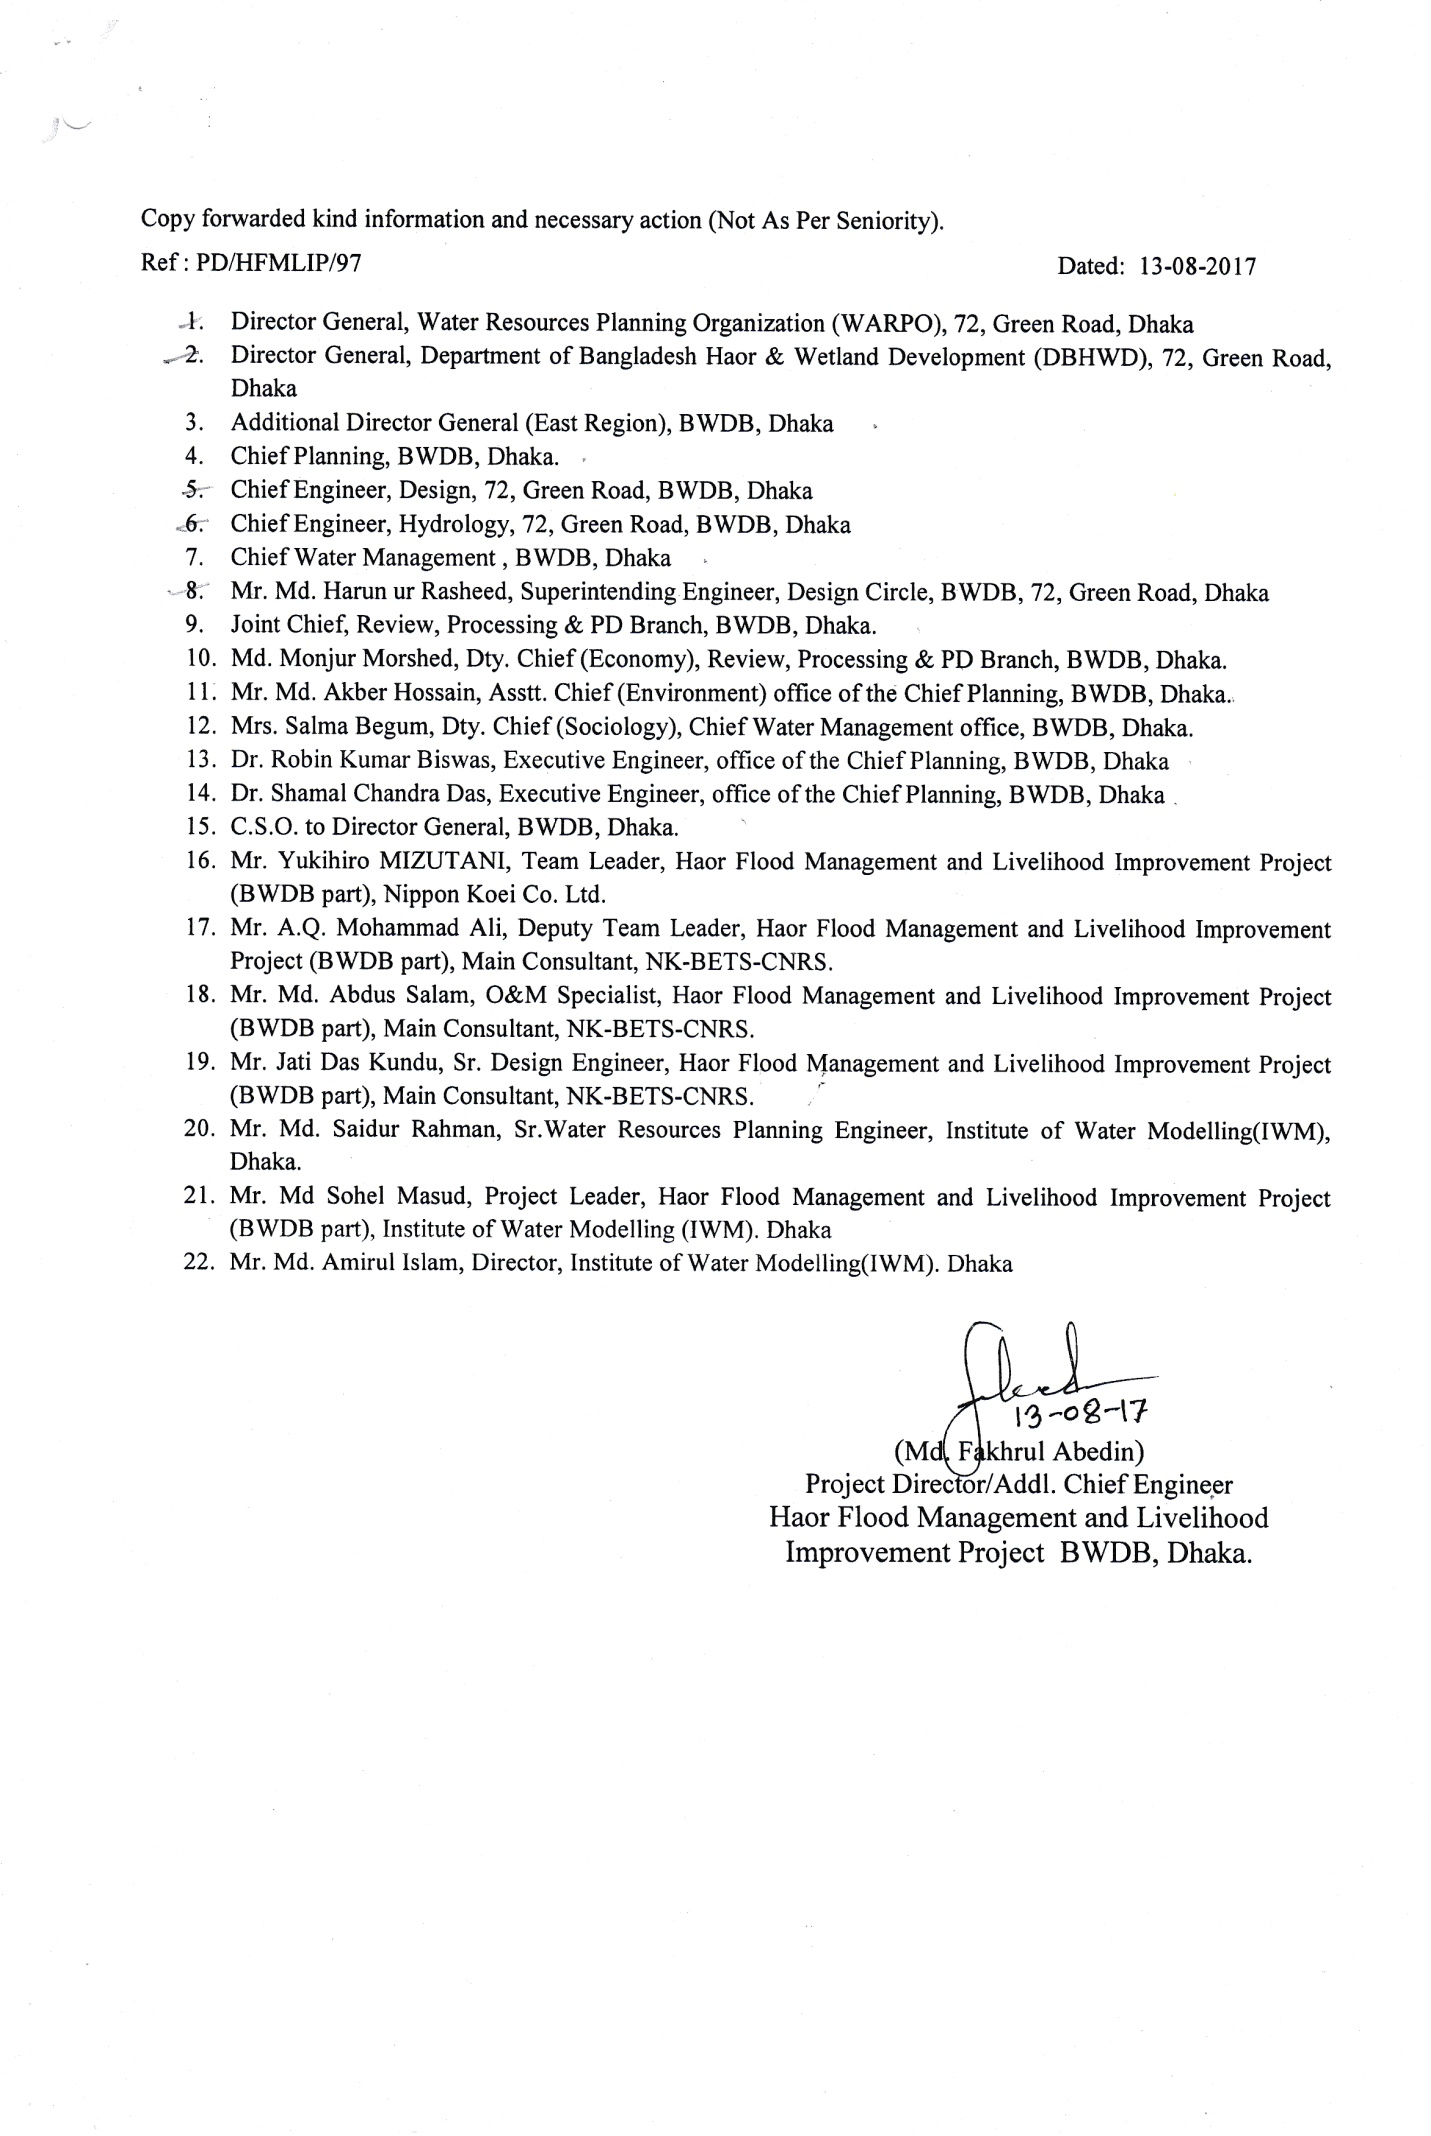 Copy forwarded kind information and necessary action (Not As Per Seniority).
Ref : PD/HFMLIP/97 Dated: 13-08-2017
1. Director General, Water Resources Planning Organization (WARPO), 72, Green Road, Dhaka
2. Director General, Department of Bangladesh Haor & Wetland Development (DBHWD), 72, Green Road,
Dhaka
3. Additional Director General (East Region), BWDB, Dhaka
4. Chief Planning, BWDB, Dhaka.
5. Chief Engineer, Design, 72, Green Road, BWDB, Dhaka
6. Chief Engineer, Hydrology, 72, Green Road, BWDB, Dhaka
7. Chief Water Management , BWDB, Dhaka
8. Mr. Md. Harun ur Rasheed, Superintending Engineer, Design Circle, BWDB, 72, Green Road, Dhaka
9. Joint Chief, Review, Processing & PD Branch, BWDB, Dhaka.
10. Md. Monjur Morshed, Dty. Chief (Economy), Review, Processing & PD Branch, BWDB, Dhaka.
11. Mr. Md. Akber Hossain, Asstt. Chief (Environment) office of the Chief Planning, BWDB, Dhaka.
12. Mrs. Salma Begum, Dty. Chief (Sociology), Chief Water Management office, BWDB, Dhaka.
13. Dr. Robin Kumar Biswas, Executive Engineer, office of the Chief Planning, BWDB, Dhaka
14. Dr. Shamal Chandra Das, Executive Engineer, office of the Chief Planning, BWDB, Dhaka .
15. C.S.O. to Director General, BWDB, Dhaka.
16. Mr. Yukihiro MIZUTANI, Team Leader, Haor Flood Management and Livelihood Improvement Project
(BWDB part), Nippon Koei Co. Ltd.
17. Mr. A.Q. Mohammad Ali, Deputy Team Leader, Haor Flood Management and Livelihood Improvement
Project (BWDB part), Main Consultant, NK-BETS-CNRS.
18. Mr. Md. Abdus Salam, O&M Specialist, Haor Flood Management and Livelihood Improvement Project
(BWDB part), Main Consultant, NK-BETS-CNRS.
19. Mr. Jati Das Kundu, Sr. Design Engineer, Haor Flood Management and Livelihood Improvement Project
(BWDB part), Main Consultant, NK-BETS-CNRS.
20. Mr. Md. Saidur Rahman, Sr.Water Resources Planning Engineer, Institute of Water Modelling(IWM),
Dhaka.
21. Mr. Md Sohel Masud, Project Leader, Haor Flood Management and Livelihood Improvement Project
(BWDB part), Institute of Water Modelling (IWM). Dhaka
22. Mr. Md. Amirul Islam, Director, Institute of Water Modelling(IWM). Dhaka
13-08-17
(Md. Fakhrul Abedin)
Project Director/Addl. Chief Engineer
Haor Flood Management and Livelihood
Improvement Project BWDB, Dhaka.